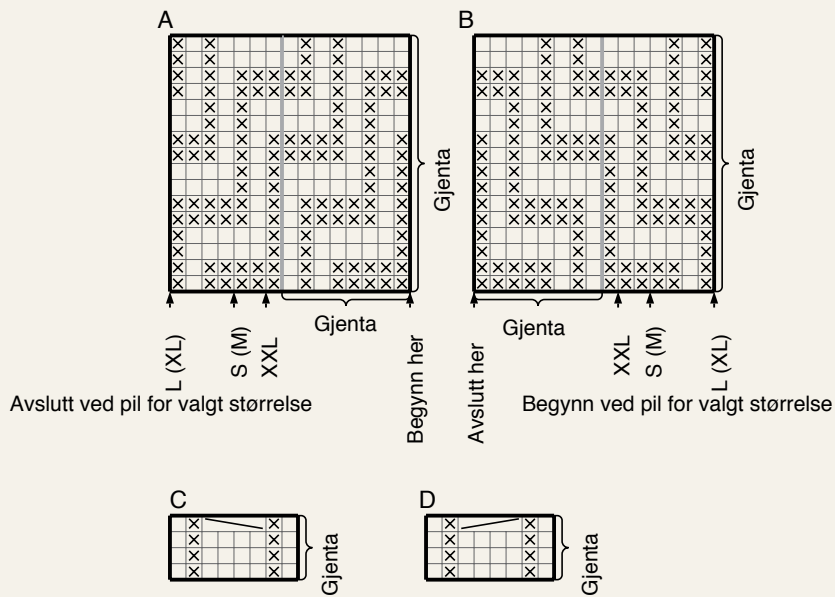 A
B
Gjenta
Gjenta
Gjenta
Gjenta
L (XL)
S (M)
XXL
Begynn her
Avslutt her
XXL
S (M)
L (XL)
Avslutt ved pil for valgt størrelse
Begynn ved pil for valgt størrelse
C
D
Gjenta
Gjenta